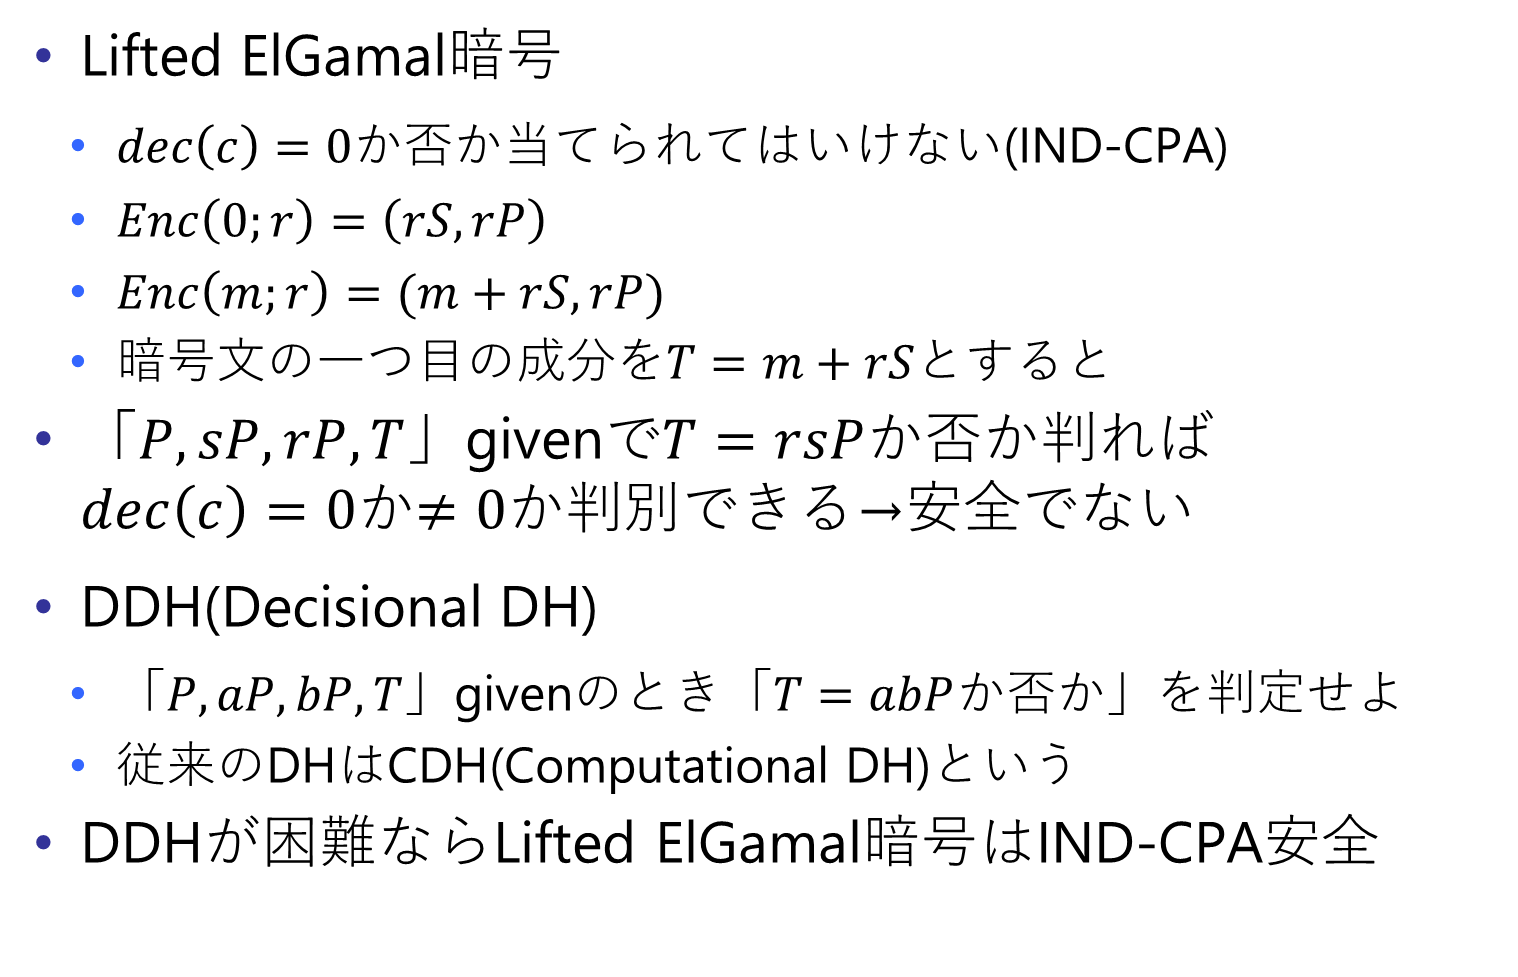 • Lifted ElGamal暗号
• dec(c) = 0か否か当てられてはいけない(IND-CPA)
• Enc(0; r) = (rS, rP)
• Enc(m; r) = (m + rS, rP)
• 暗号文の一つ目の成分をT = m + rSとすると
• 「P, sP, rP, T」givenでT = rsPか否か判れば
dec(c) = 0か≠ 0か判別できる→安全でない
• DDH(Decisional DH)
• 「P, aP, bP, T」givenのとき「T = abPか否か」を判定せよ
• 従来のDHはCDH(Computational DH)という
• DDHが困難ならLifted ElGamal暗号はIND-CPA安全